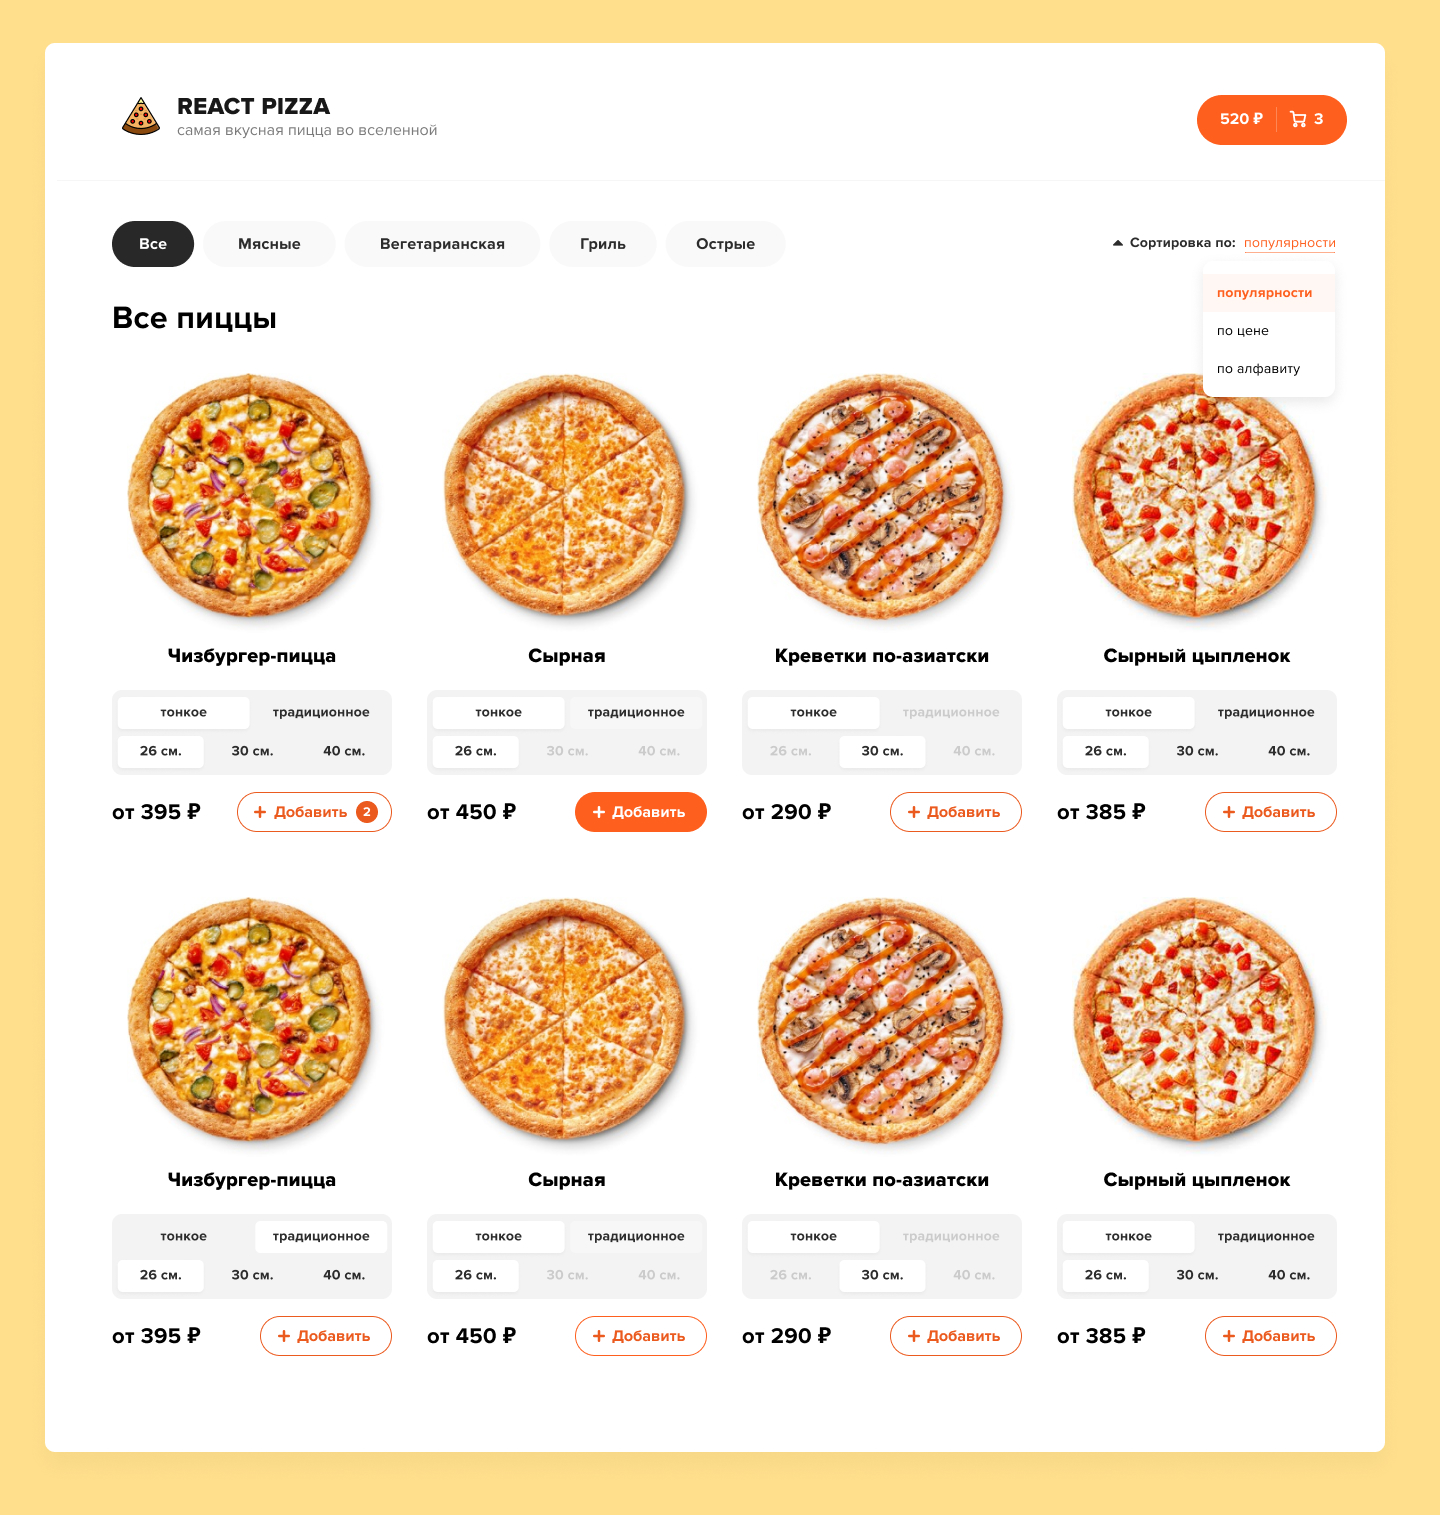 REACT PIZZA
самая вкусная пицца во вселенной
520 ₽ 3
Все Мясные Вегетарианская Гриль Острые
Сортировка по: популярности
популярности
по цене
по алфавиту
Все пиццы
Чизбургер-пицца Сырная Креветки по-азиатски Сырный цыпленок
тонкое традиционное тонкое традиционное тонкое традиционное тонкое традиционное
26 см. 30 см. 40 см. 26 см. 30 см. 40 см. 26 см. 30 см. 40 см. 26 см. 30 см. 40 см.
от 395 ₽ + Добавить 2 от 450 ₽ + Добавить от 290 ₽ + Добавить от 385 ₽ + Добавить
Чизбургер-пицца Сырная Креветки по-азиатски Сырный цыпленок
тонкое традиционное тонкое традиционное тонкое традиционное тонкое традиционное
26 см. 30 см. 40 см. 26 см. 30 см. 40 см. 26 см. 30 см. 40 см. 26 см. 30 см. 40 см.
от 395 ₽ + Добавить от 450 ₽ + Добавить от 290 ₽ + Добавить от 385 ₽ + Добавить